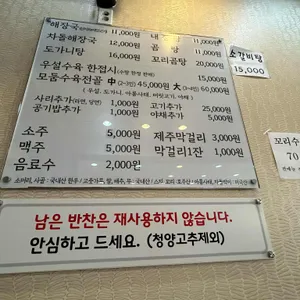 해장국 11,000원 내 탕 11,000원
차돌해장국 12,000원 곰 탕 11,000원
도가니탕 16,000원 꼬리곰탕 20,000원
우설수육 한접시 15,000원
모둠수육전골 中(2~3인) 45,000원 大(3~4인) 60,000원
사리추가 1,000원 고기추가 25,000원
공기밥추가 1,000원 야채추가 5,000원
소주 5,000원 제주막걸리 3,000원
맥주 5,000원 막걸리1잔 1,000원
음료수 2,000원
소갈비탕
15,000
꼬리수
70
남은 반찬은 재사용하지 않습니다.
안심하고 드세요. (청양고추제외)